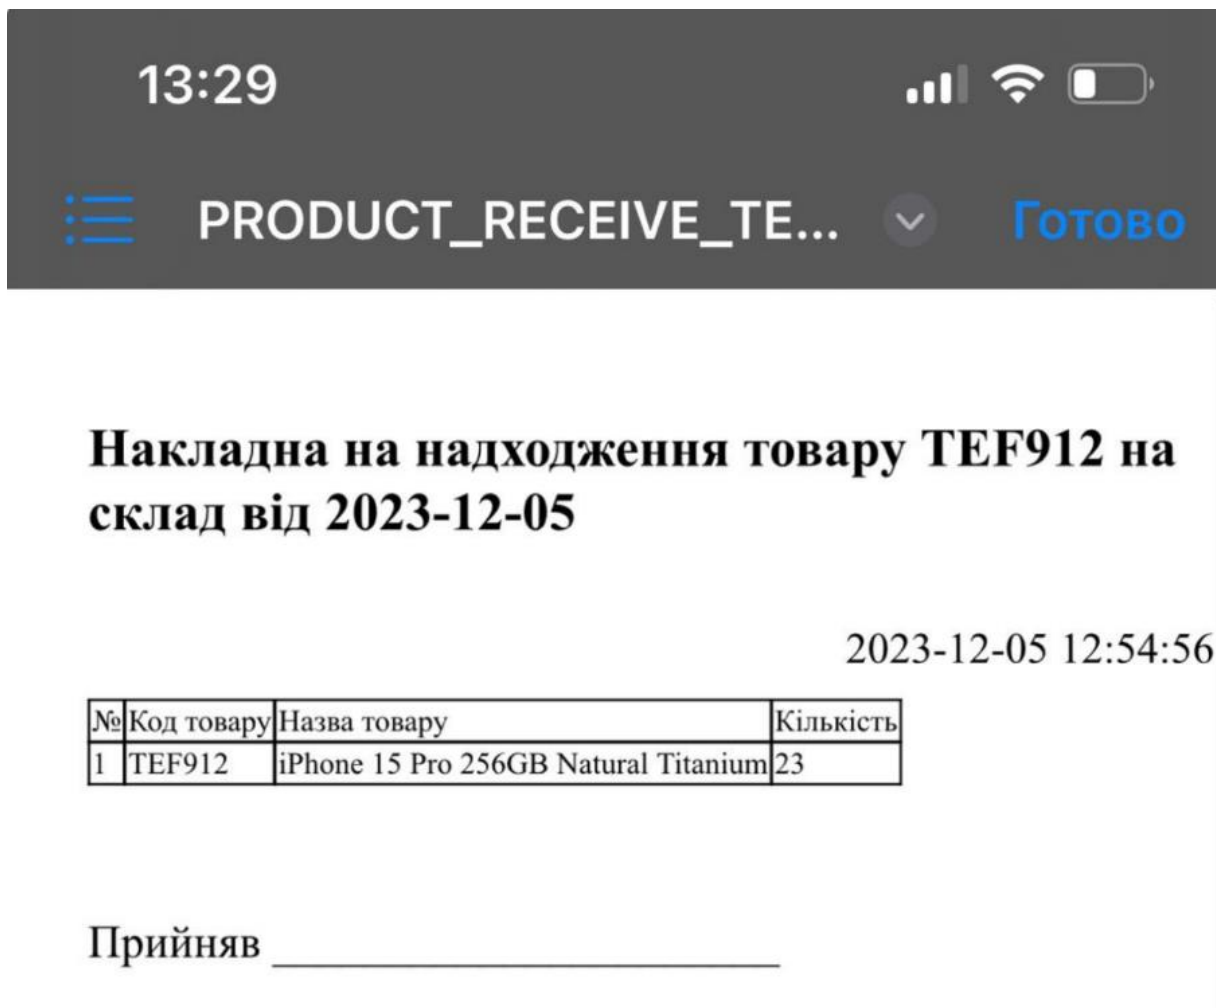 13:29
PRODUCT_RECEIVE_TE...
Готово
Накладна на надходження товару TEF912 на
склад від 2023-12-05
2023-12-05 12:54:56
№ Код товару Назва товару Кількість
1 TEF912 iPhone 15 Pro 256GB Natural Titanium 23
Прийняв ____________________